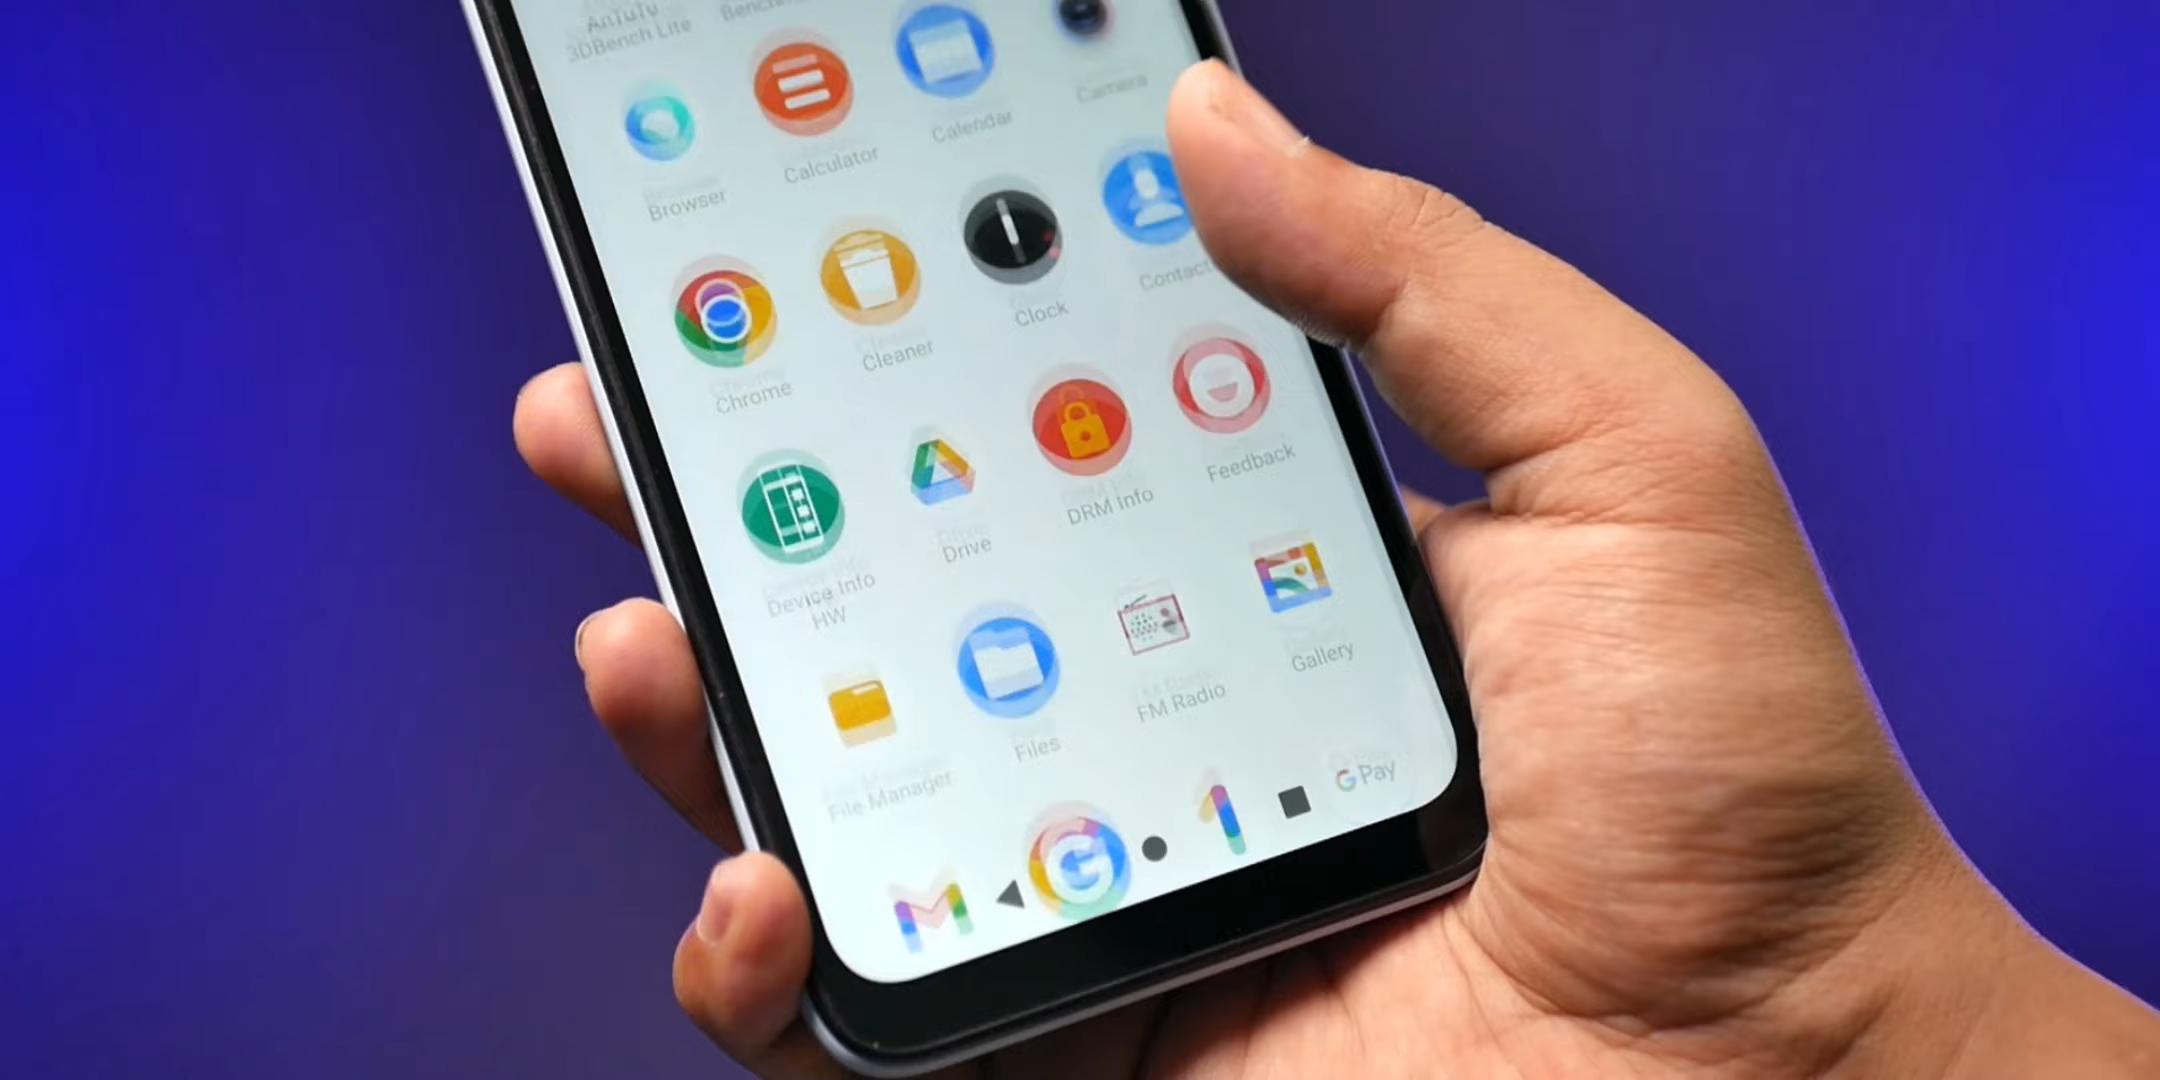 AnTuTu
3DBench Lite
Browser
Calculator
Calendar
Camera
Chrome
Cleaner
Clock
Contacts
Device Info
HW
Drive
DRM Info
Feedback
File Manager
Files
FM Radio
Gallery
G Pay